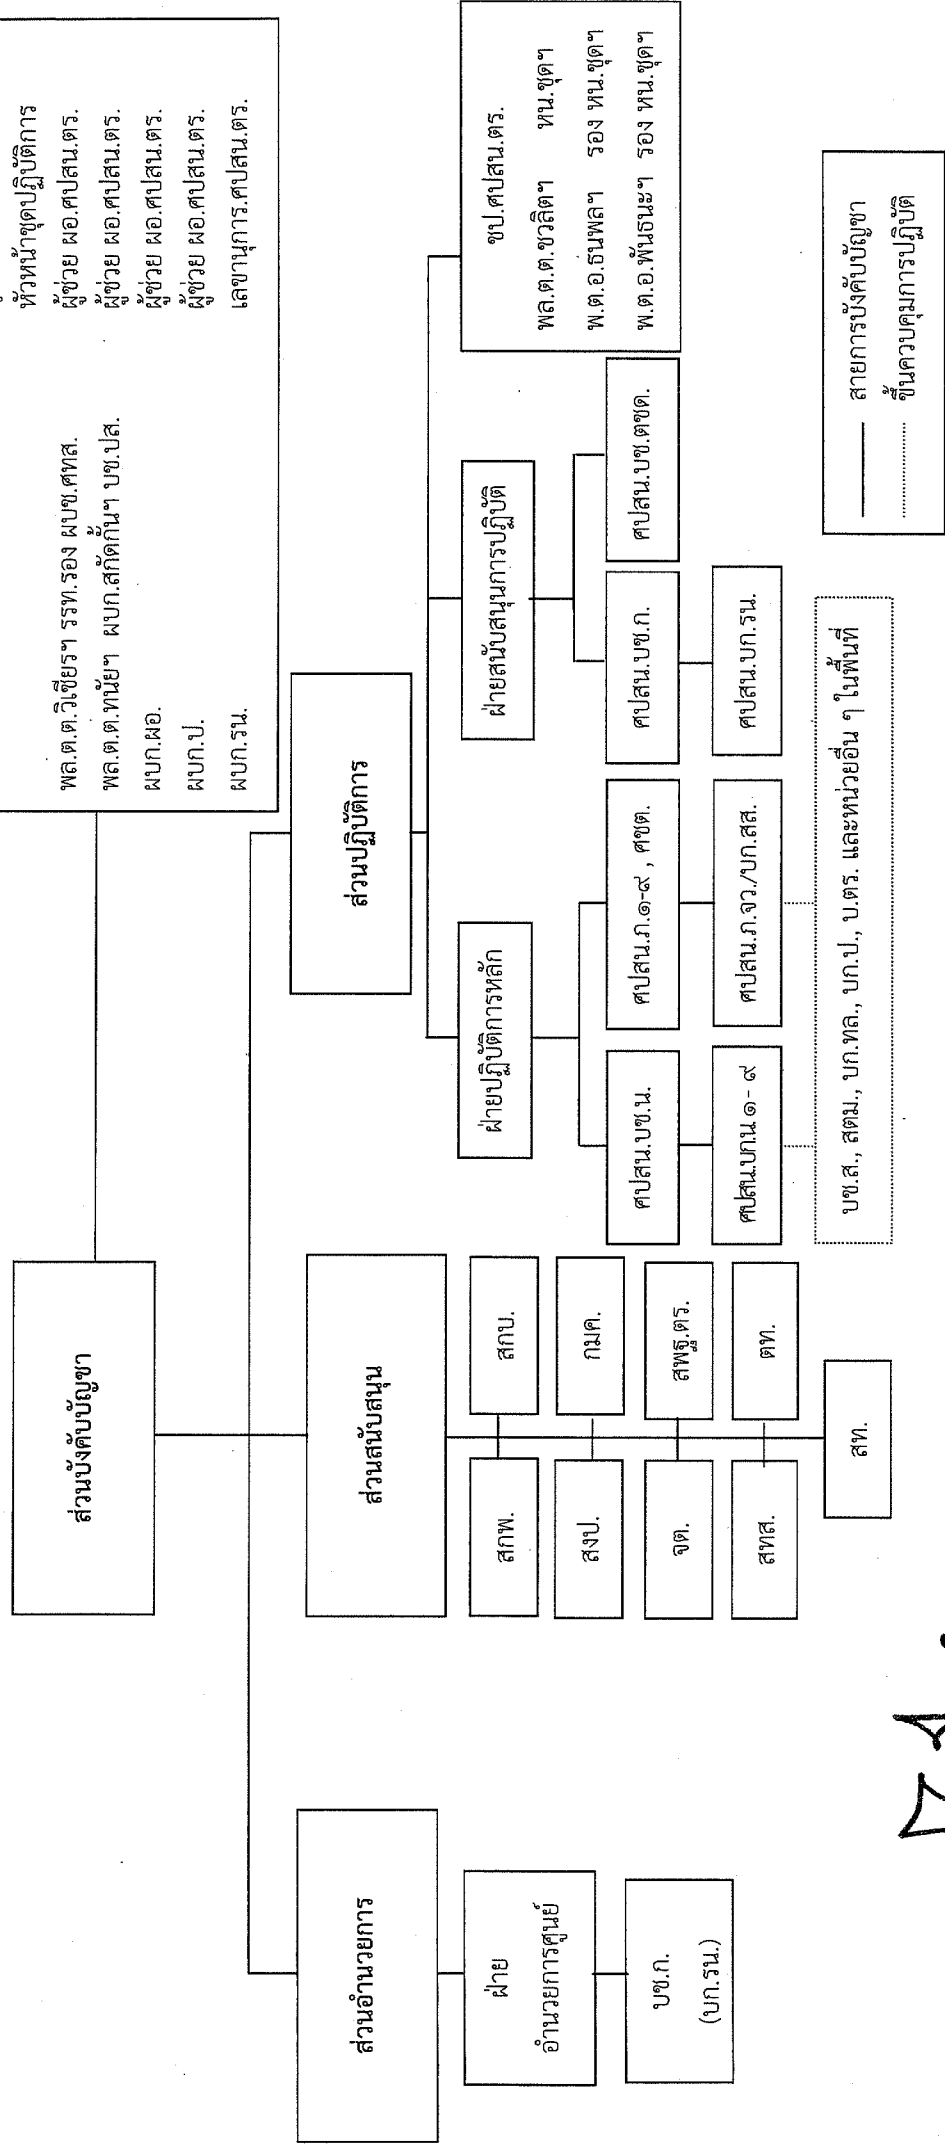 หัวหน้าชุดปฏิบัติการ
พล.ต.ต.วิเชียรฯ รรท.รอง ผบช.ศทส. ผู้ช่วย ผอ.ศปสน.ตร.
พล.ต.ต.ทนัยฯ ผบก.สกัดกั้นฯ บช.ปส. ผู้ช่วย ผอ.ศปสน.ตร.
ผบก.ผอ. ผู้ช่วย ผอ.ศปสน.ตร.
ผบก.ป. ผู้ช่วย ผอ.ศปสน.ตร.
ผบก.รน. เลขานุการ.ศปสน.ตร.
ส่วนบังคับบัญชา
ส่วนอำนวยการ
ฝ่าย
อำนวยการศูนย์
บช.ก.
(บก.รน.)
ส่วนสนับสนุน
สกพ.
สกบ.
สงป.
กมค.
จต.
สพฐ.ตร.
สทส.
ตท.
สท.
ส่วนปฏิบัติการ
ฝ่ายปฏิบัติการหลัก
ศปสน.บช.น.
ศปสน.ภ.๑-๙ , ศชต.
ศปสน.บก.น ๑ - ๙
ศปสน.ภ.จว./บก.สส.
บช.ส., สตม., บก.ทล., บก.ป., บ.ตร. และหน่วยอื่น ๆ ในพื้นที่
ฝ่ายสนับสนุนการปฏิบัติ
ศปสน.บช.ก.
ศปสน.บช.ตชด.
ศปสน.บก.รน.
ชป.ศปสน.ตร.
พล.ต.ต.ชวลิตฯ หน.ชุดฯ
พ.ต.อ.ธนพลฯ รอง หน.ชุดฯ
พ.ต.อ.พันธนะฯ รอง หน.ชุดฯ
สายการบังคับบัญชา
ขึ้นควบคุมการปฏิบัติ